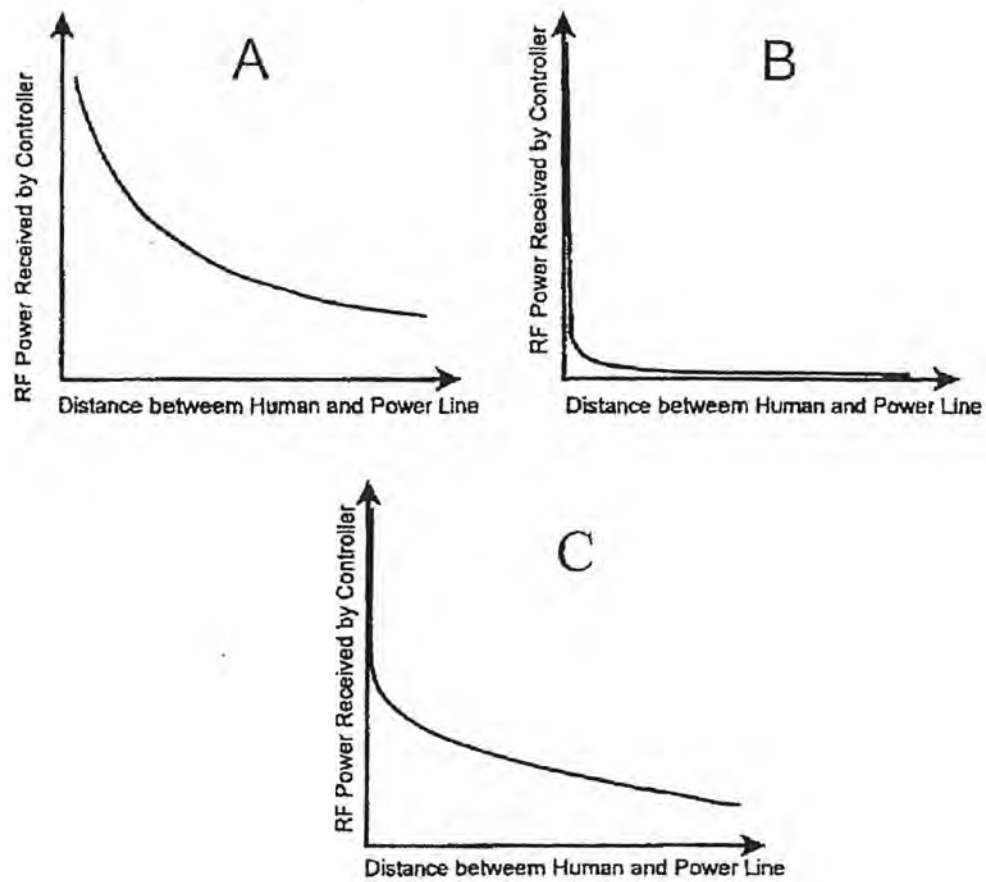 A
RF Power Received by Controller
Distance betweem Human and Power Line
B
RF Power Received by Controller
Distance betweem Human and Power Line
C
RF Power Received by Controller
Distance betweem Human and Power Line